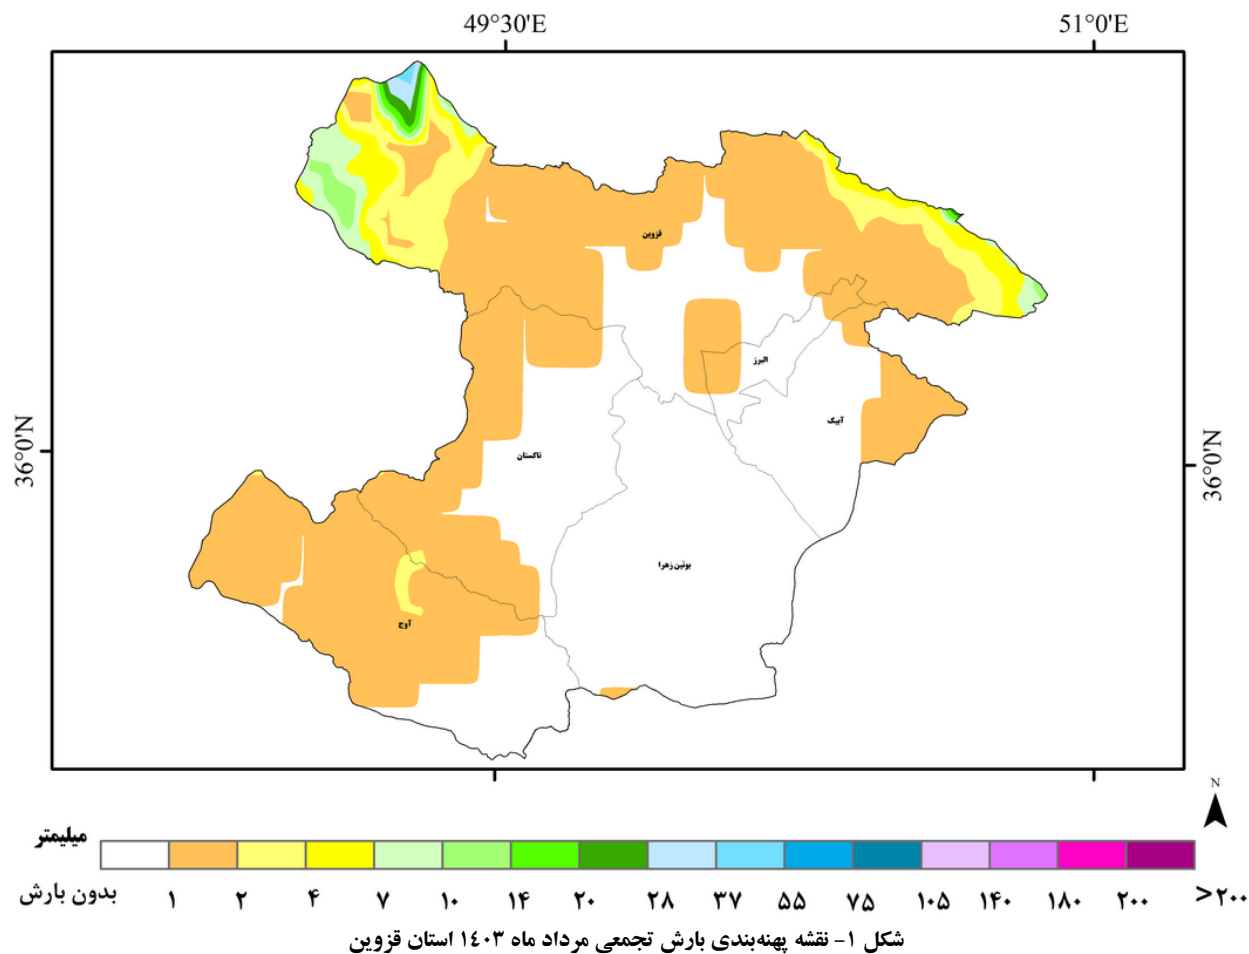 49°30'E 51°0'E
قزوین
البرز
آبیک
36°0'N 36°0'N
تاکستان
بوئین زهرا
آوج
N
میلیمتر
بدون بارش ۱ ۲ ۴ ۷ ۱۰ ۱۴ ۲۰ ۲۸ ۳۷ ۵۵ ۷۵ ۱۰۵ ۱۴۰ ۱۸۰ ۲۰۰ >۲۰۰
شکل ۱- نقشه پهنه‌بندی بارش تجمعی مرداد ماه ۱٤۰۳ استان قزوین